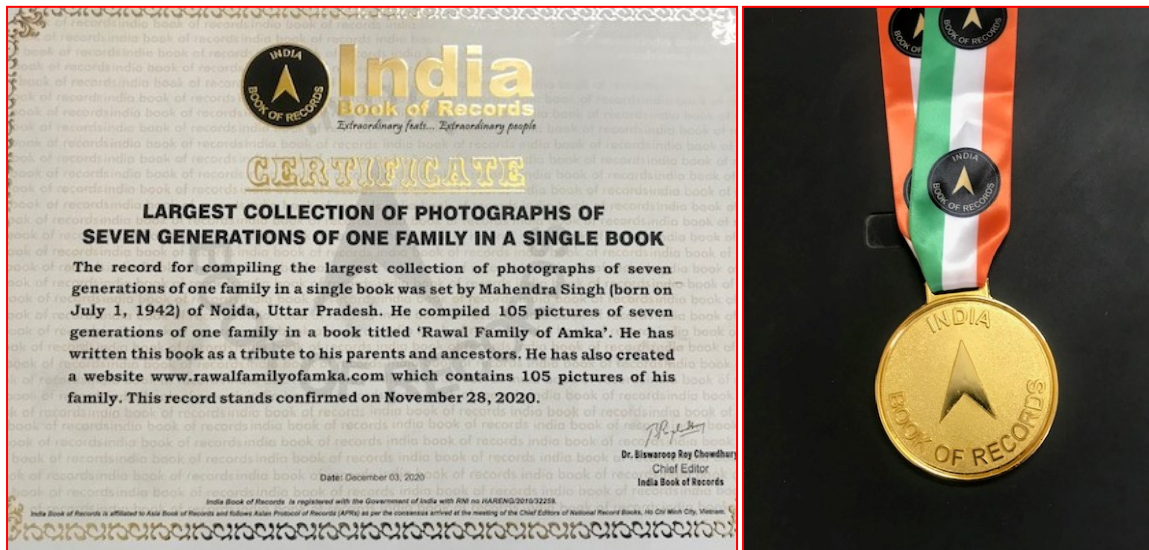 INDIA
BOOK OF RECORDS
India
Book of Records
Extraordinary feats... Extraordinary people
CERTIFICATE
LARGEST COLLECTION OF PHOTOGRAPHS OF
SEVEN GENERATIONS OF ONE FAMILY IN A SINGLE BOOK
The record for compiling the largest collection of photographs of seven
generations of one family in a single book was set by Mahendra Singh (born on
July 1, 1942) of Noida, Uttar Pradesh. He compiled 105 pictures of seven
generations of one family in a book titled ‘Rawal Family of Amka’. He has
written this book as a tribute to his parents and ancestors. He has also created
a website www.rawalfamilyofamka.com which contains 105 pictures of his
family. This record stands confirmed on November 28, 2020.
Dr. Biswaroop Roy Chowdhury
Chief Editor
India Book of Records
Date: December 03, 2020
India Book of Records is registered with the Government of India with RNI no HARENG/2010/32259.
India Book of Records is affiliated to Asia Book of Records and follows Asian Protocol of Records (APRs) as per the consensus arrived at the meeting of the Chief Editors of National Record Books, Ho Chi Minh City, Vietnam.
BOOK OF
BOOK OF RECORDS
INDIA
BOOK OF RECORDS
INDIA
BOOK OF RECORDS